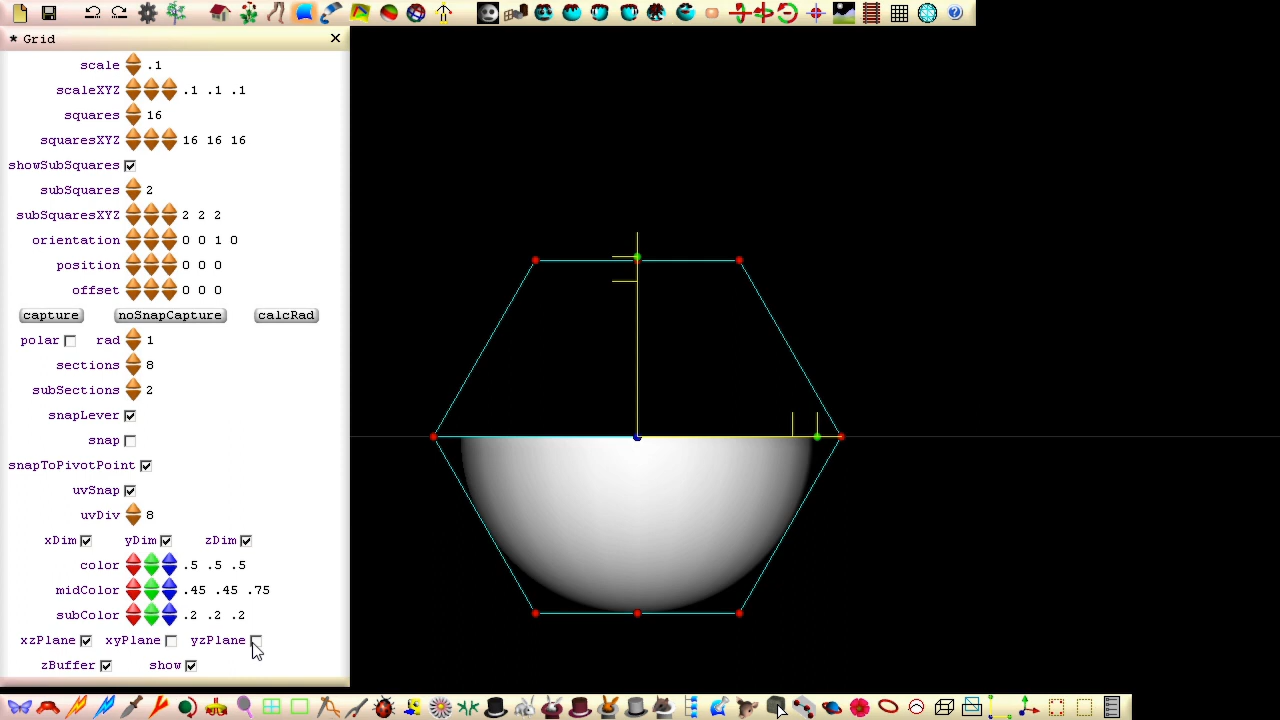 * Grid
scale .1
scaleXYZ .1 .1 .1
squares 16
squaresXYZ 16 16 16
showSubSquares
subSquares 2
subSquaresXYZ 2 2 2
orientation 0 0 1 0
position 0 0 0
offset 0 0 0
capture noSnapCapture calcRad
polar rad 1
sections 8
subSections 2
snapLever
snap
snapToPivotPoint
uvSnap
uvDiv 8
xDim yDim zDim
color .5 .5 .5
midColor .45 .45 .75
subColor .2 .2 .2
xzPlane xyPlane yzPlane
zBuffer show